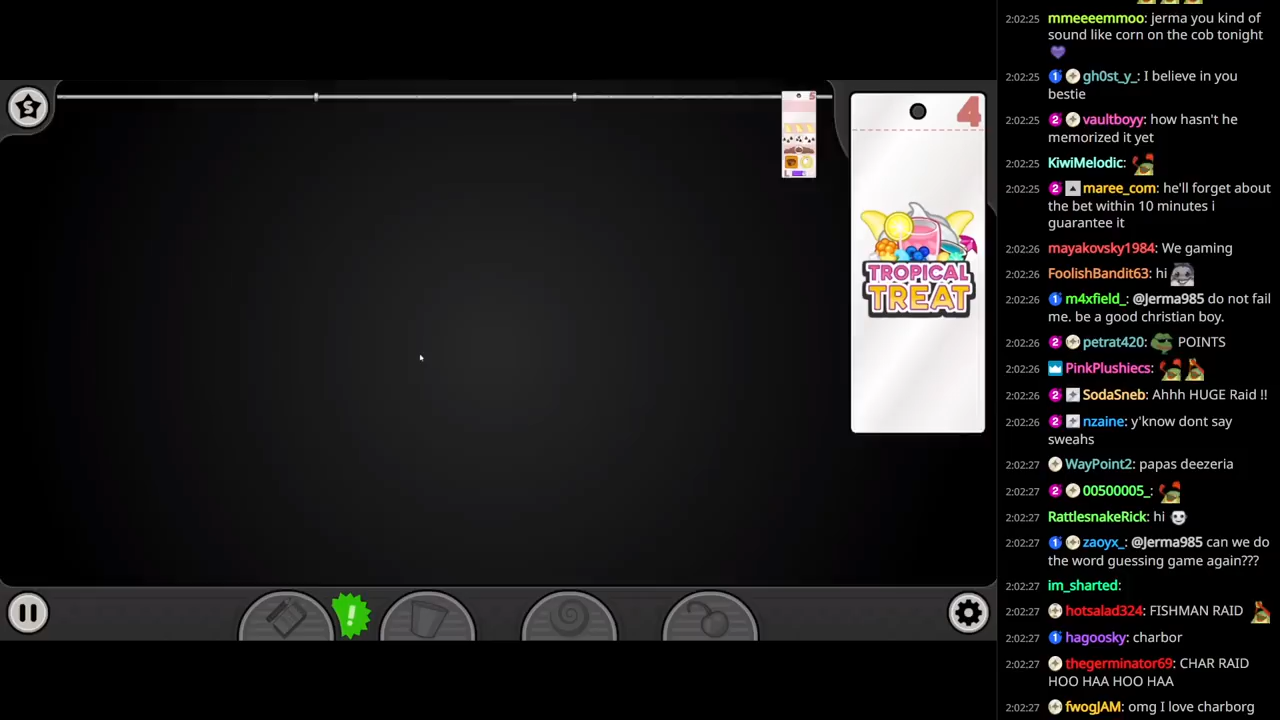 4
TROPICAL
TREAT
2:02:25 mmeeeemmoo: jerma you kind of
sound like corn on the cob tonight
2:02:25 gh0st_y_: I believe in you
bestie
2:02:25 vaultboyy: how hasn't he
memorized it yet
2:02:25 KiwiMelodic:
2:02:25 maree_com: he'll forget about
the bet within 10 minutes i
guarantee it
2:02:26 mayakovsky1984: We gaming
2:02:26 FoolishBandit63: hi
2:02:26 m4xfield_: @Jerma985 do not fail
me. be a good christian boy.
2:02:26 petrat420: POINTS
2:02:26 PinkPlushiecs:
2:02:26 SodaSneb: Ahhh HUGE Raid !!
2:02:26 nzaine: y'know dont say
sweahs
2:02:27 WayPoint2: papas deezeria
2:02:27 00500005_:
2:02:27 RattlesnakeRick: hi
2:02:27 zaoyx_: @Jerma985 can we do
the word guessing game again???
2:02:27 im_sharted:
2:02:27 hotsalad324: FISHMAN RAID
2:02:27 hagoosky: charbor
2:02:27 thegerminator69: CHAR RAID
HOO HAA HOO HAA
2:02:27 fwogJAM: omg I love charborg